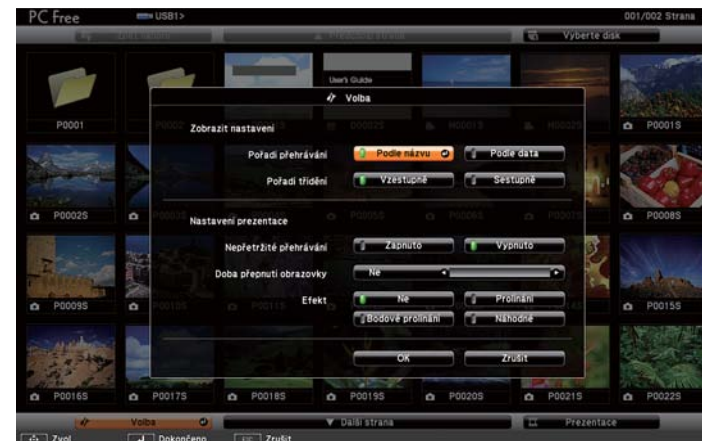 PC Free USB1> 001/002 Strana
Vyberte disk
User's Guide
Volba
P0001 P0001S
Zobrazit nastavení
Pořadí přehrávání Podle názvu Podle data
Pořadí třídění Vzestupně Sestupně
P0002S P0008S
Nastavení prezentace
Nepřetržité přehrávání Zapnuto Vypnuto
Doba přepnutí obrazovky Ne
Efekt Ne Prolínání
P0009S P0015S
Bodové prolínání Náhodně
OK Zrušit
P0016S P0017S P0018S P0019S P0020S P0021S P0022S
Volba Další strana Prezentace
Zvol Dokončeno Esc Zrušit